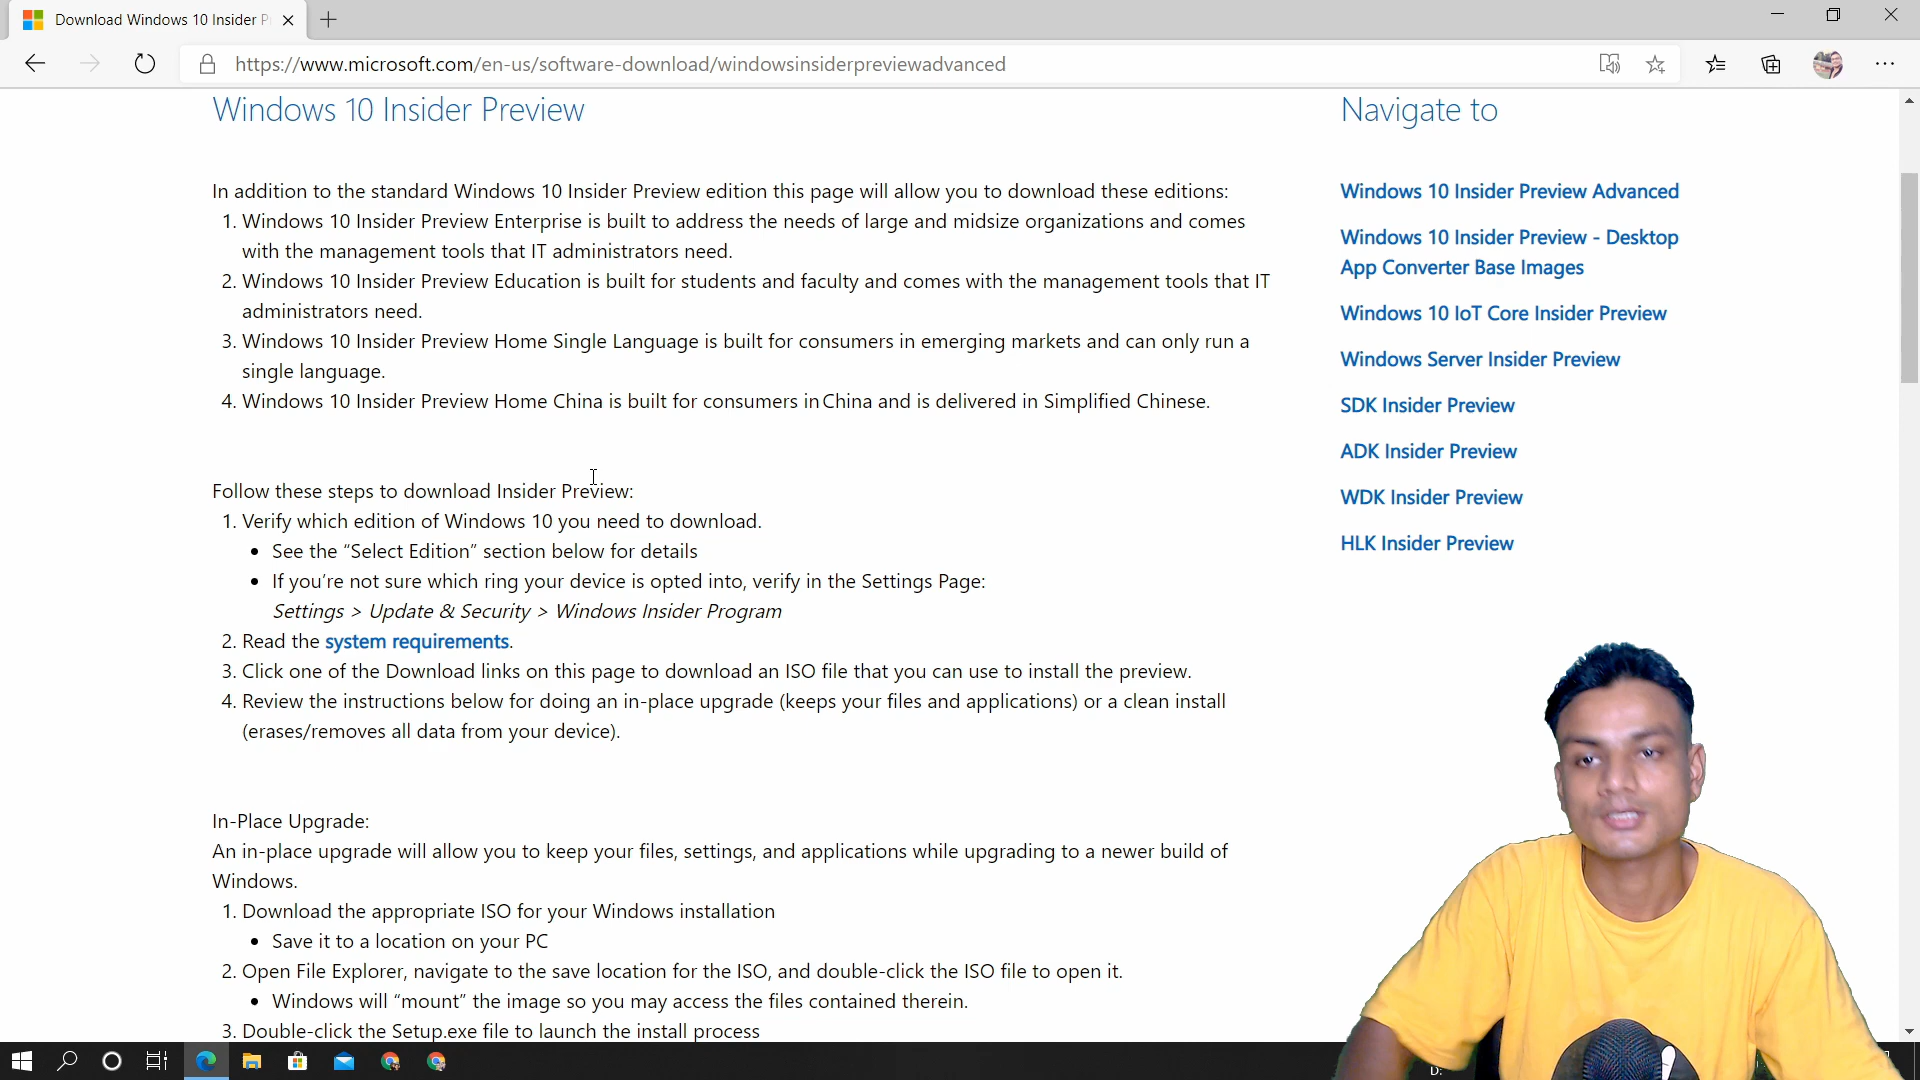 Download Windows 10 Insider P
https://www.microsoft.com/en-us/software-download/windowsinsiderpreviewadvanced
Windows 10 Insider Preview
In addition to the standard Windows 10 Insider Preview edition this page will allow you to download these editions:
1. Windows 10 Insider Preview Enterprise is built to address the needs of large and midsize organizations and comes
with the management tools that IT administrators need.
2. Windows 10 Insider Preview Education is built for students and faculty and comes with the management tools that IT
administrators need.
3. Windows 10 Insider Preview Home Single Language is built for consumers in emerging markets and can only run a
single language.
4. Windows 10 Insider Preview Home China is built for consumers in China and is delivered in Simplified Chinese.
Follow these steps to download Insider Preview:
1. Verify which edition of Windows 10 you need to download.
• See the “Select Edition” section below for details
• If you’re not sure which ring your device is opted into, verify in the Settings Page:
Settings > Update & Security > Windows Insider Program
2. Read the system requirements.
3. Click one of the Download links on this page to download an ISO file that you can use to install the preview.
4. Review the instructions below for doing an in-place upgrade (keeps your files and applications) or a clean install
(erases/removes all data from your device).
In-Place Upgrade:
An in-place upgrade will allow you to keep your files, settings, and applications while upgrading to a newer build of
Windows.
1. Download the appropriate ISO for your Windows installation
• Save it to a location on your PC
2. Open File Explorer, navigate to the save location for the ISO, and double-click the ISO file to open it.
• Windows will “mount” the image so you may access the files contained therein.
3. Double-click the Setup.exe file to launch the install process
Navigate to
Windows 10 Insider Preview Advanced
Windows 10 Insider Preview - Desktop
App Converter Base Images
Windows 10 IoT Core Insider Preview
Windows Server Insider Preview
SDK Insider Preview
ADK Insider Preview
WDK Insider Preview
HLK Insider Preview
D: